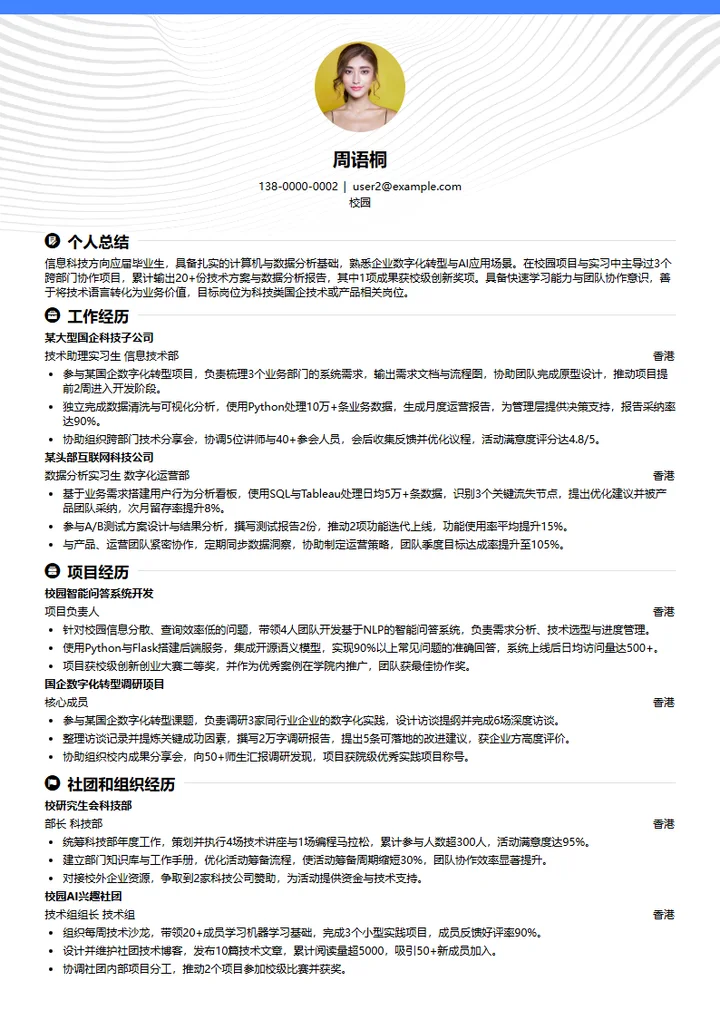 周语桐
138-0000-0002 | user2@example.com
校园
个人总结
信息科技方向应届毕业生，具备扎实的计算机与数据分析基础，熟悉企业数字化转型与AI应用场景。在校园项目与实习中主导过3个
跨部门协作项目，累计输出20+份技术方案与数据分析报告，其中1项成果获校级创新奖项。具备快速学习能力与团队协作意识，善
于将技术语言转化为业务价值，目标岗位为科技类国企技术或产品相关岗位。
工作经历
某大型国企科技子公司
技术助理实习生 信息技术部 香港
• 参与某国企数字化转型项目，负责梳理3个业务部门的系统需求，输出需求文档与流程图，协助团队完成原型设计，推动项目提
前2周进入开发阶段。
• 独立完成数据清洗与可视化分析，使用Python处理10万+条业务数据，生成月度运营报告，为管理层提供决策支持，报告采纳率
达90%。
• 协助组织跨部门技术分享会，协调5位讲师与40+参会人员，会后收集反馈并优化议程，活动满意度评分达4.8/5。
某头部互联网科技公司
数据分析实习生 数字化运营部 香港
• 基于业务需求搭建用户行为分析看板，使用SQL与Tableau处理日均5万+条数据，识别3个关键流失节点，提出优化建议并被产
品团队采纳，次月留存率提升8%。
• 参与A/B测试方案设计与结果分析，撰写测试报告2份，推动2项功能迭代上线，功能使用率平均提升15%。
• 与产品、运营团队紧密协作，定期同步数据洞察，协助制定运营策略，团队季度目标达成率提升至105%。
项目经历
校园智能问答系统开发
项目负责人 香港
• 针对校园信息分散、查询效率低的问题，带领4人团队开发基于NLP的智能问答系统，负责需求分析、技术选型与进度管理。
• 使用Python与Flask搭建后端服务，集成开源语义模型，实现90%以上常见问题的准确回答，系统上线后日均访问量达500+。
• 项目获校级创新创业大赛二等奖，并作为优秀案例在学院内推广，团队获最佳协作奖。
国企数字化转型调研项目
核心成员 香港
• 参与某国企数字化转型课题，负责调研3家同行业企业的数字化实践，设计访谈提纲并完成6场深度访谈。
• 整理访谈记录并提炼关键成功因素，撰写2万字调研报告，提出5条可落地的改进建议，获企业方高度评价。
• 协助组织校内成果分享会，向50+师生汇报调研发现，项目获院级优秀实践项目称号。
社团和组织经历
校研究生会科技部
部长 科技部 香港
• 统筹科技部年度工作，策划并执行4场技术讲座与1场编程马拉松，累计参与人数超300人，活动满意度达95%。
• 建立部门知识库与工作手册，优化活动筹备流程，使活动筹备周期缩短30%，团队协作效率显著提升。
• 对接校外企业资源，争取到2家科技公司赞助，为活动提供资金与技术支持。
校园AI兴趣社团
技术组组长 技术组 香港
• 组织每周技术沙龙，带领20+成员学习机器学习基础，完成3个小型实践项目，成员反馈好评率90%。
• 设计并维护社团技术博客，发布10篇技术文章，累计阅读量超5000，吸引50+新成员加入。
• 协调社团内部项目分工，推动2个项目参加校级比赛并获奖。